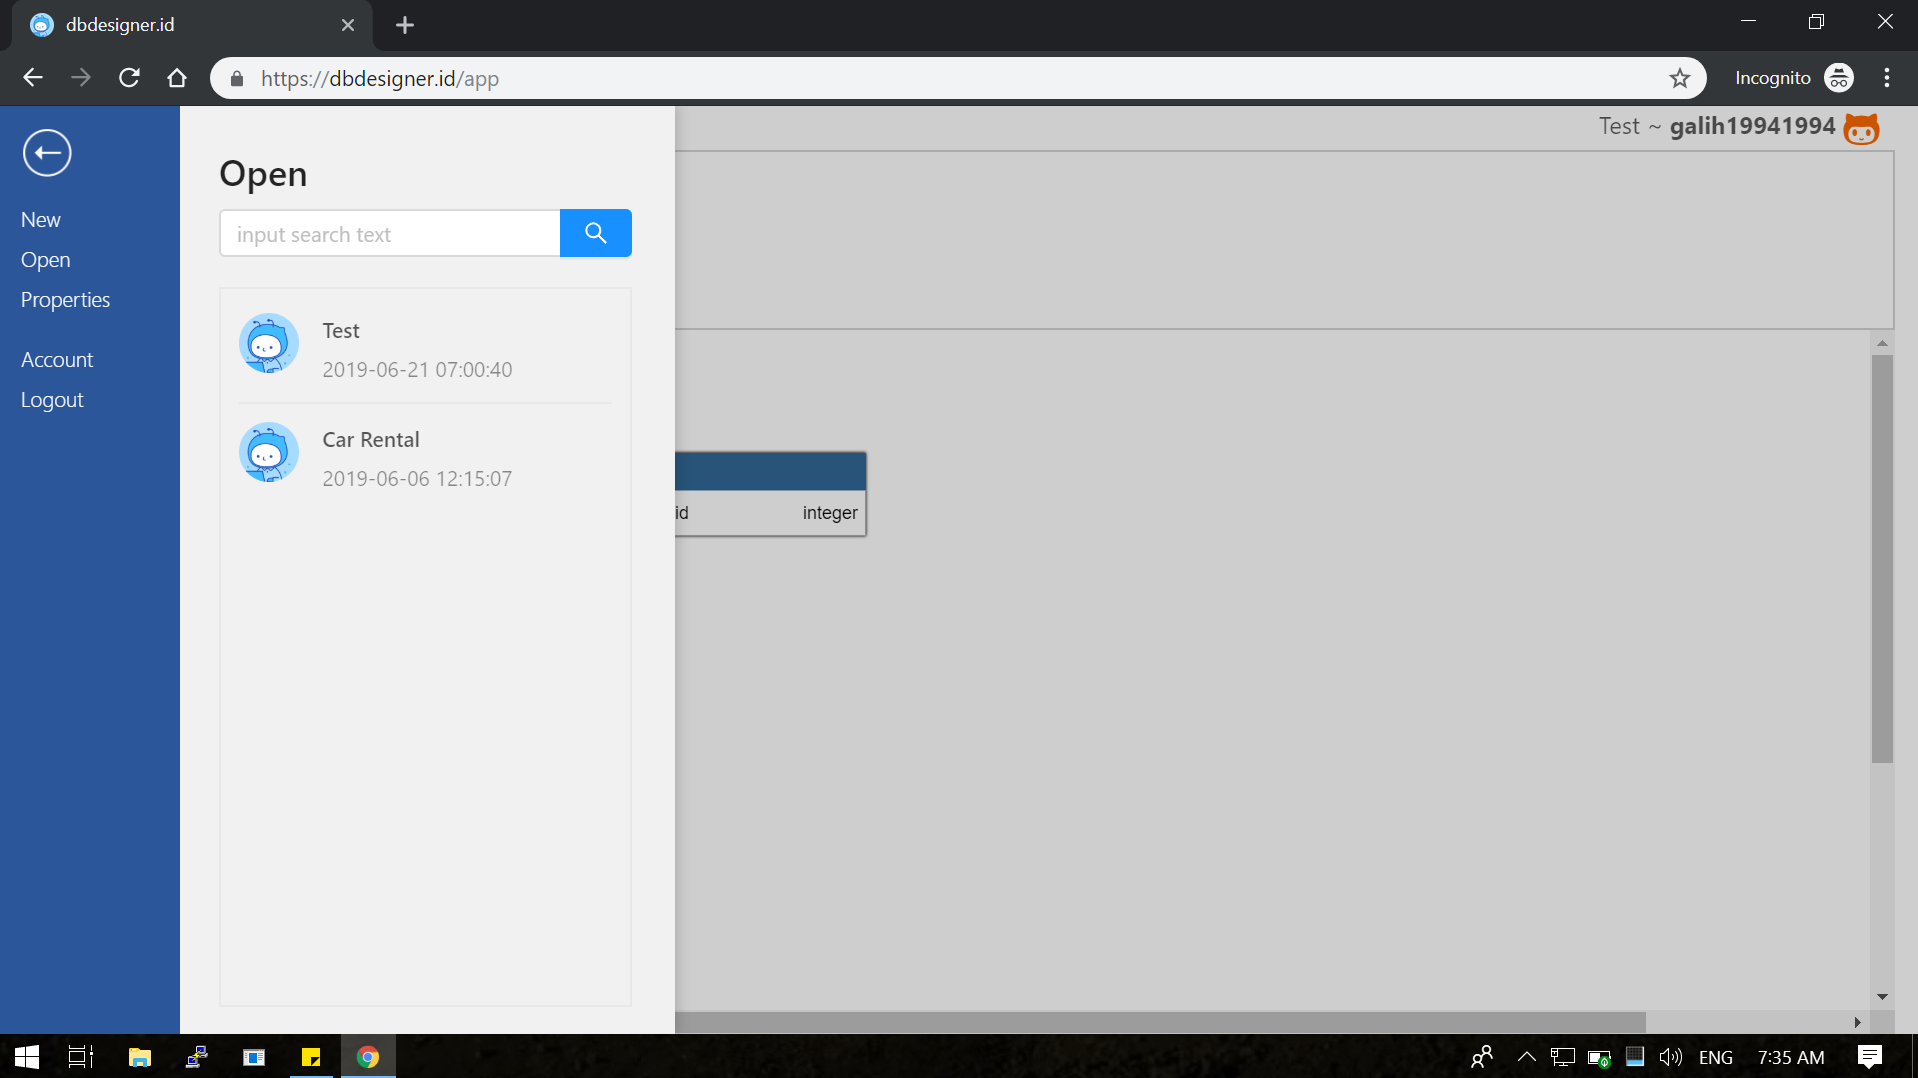 dbdesigner.id
https://dbdesigner.id/app
Incognito
Test ~ galih19941994
New
Open
Properties
Account
Logout
Open
input search text
Test
2019-06-21 07:00:40
Car Rental
2019-06-06 12:15:07
id integer
ENG
7:35 AM